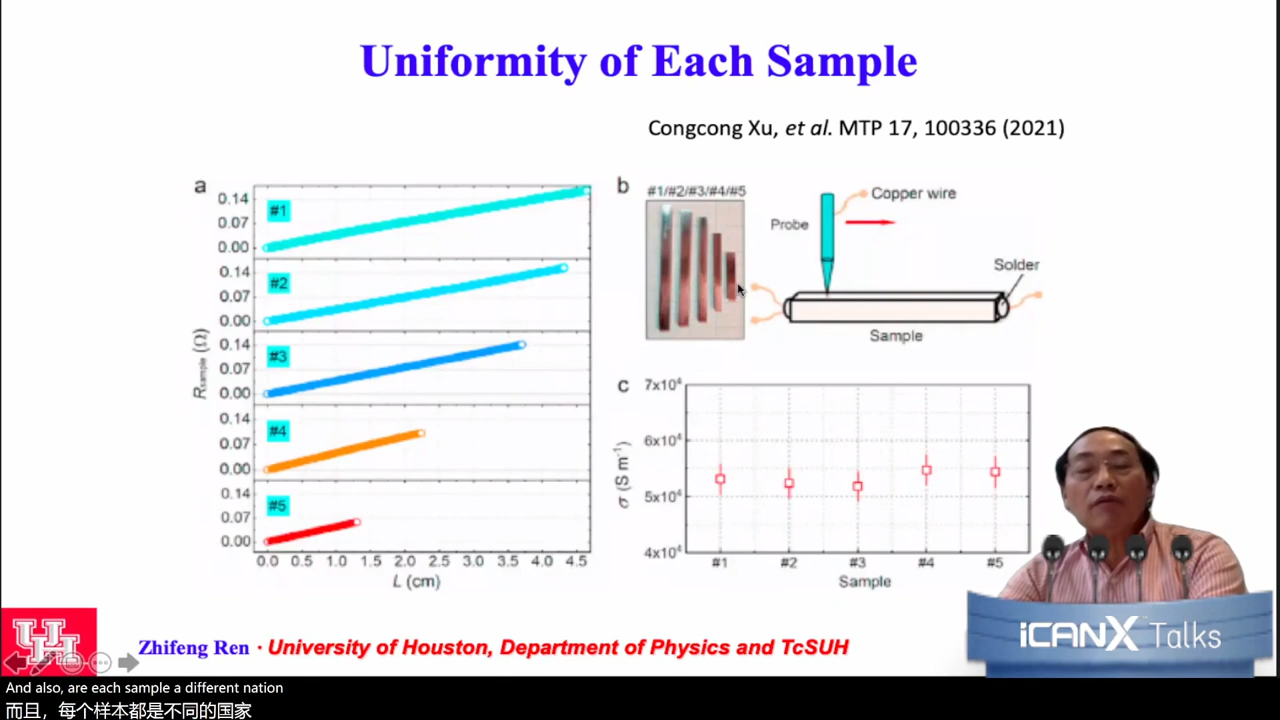 Uniformity of Each Sample
Congcong Xu, et al. MTP 17, 100336 (2021)
a
0.14
0.07
0.00
#1
0.14
0.07
0.00
#2
0.14
0.07
0.00
#3
0.14
0.07
0.00
#4
0.14
0.07
0.00
#5
Rsample (Ω)
0.0 0.5 1.0 1.5 2.0 2.5 3.0 3.5 4.0 4.5
L (cm)
b
#1/#2/#3/#4/#5
Copper wire
Probe
Solder
Sample
c
7x10⁴
6x10⁴
5x10⁴
4x10⁴
σ (S m⁻¹)
#1 #2 #3 #4 #5
Sample
UH
Zhifeng Ren · University of Houston, Department of Physics and TcSUH
iCANX Talks
And also, are each sample a different nation
而且，每个样本都是不同的国家